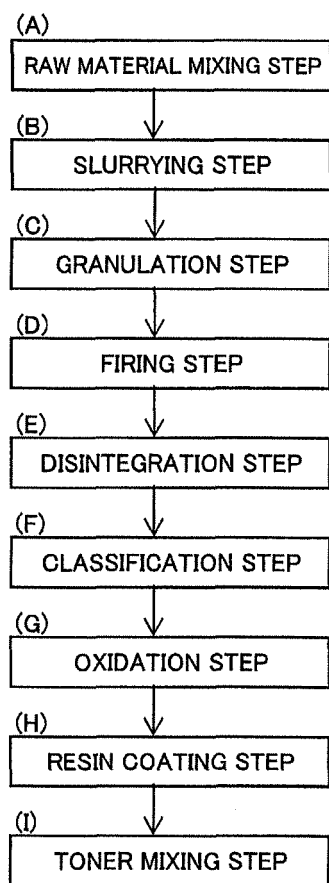 (A)
RAW MATERIAL MIXING STEP
(B)
SLURRYING STEP
(C)
GRANULATION STEP
(D)
FIRING STEP
(E)
DISINTEGRATION STEP
(F)
CLASSIFICATION STEP
(G)
OXIDATION STEP
(H)
RESIN COATING STEP
(I)
TONER MIXING STEP